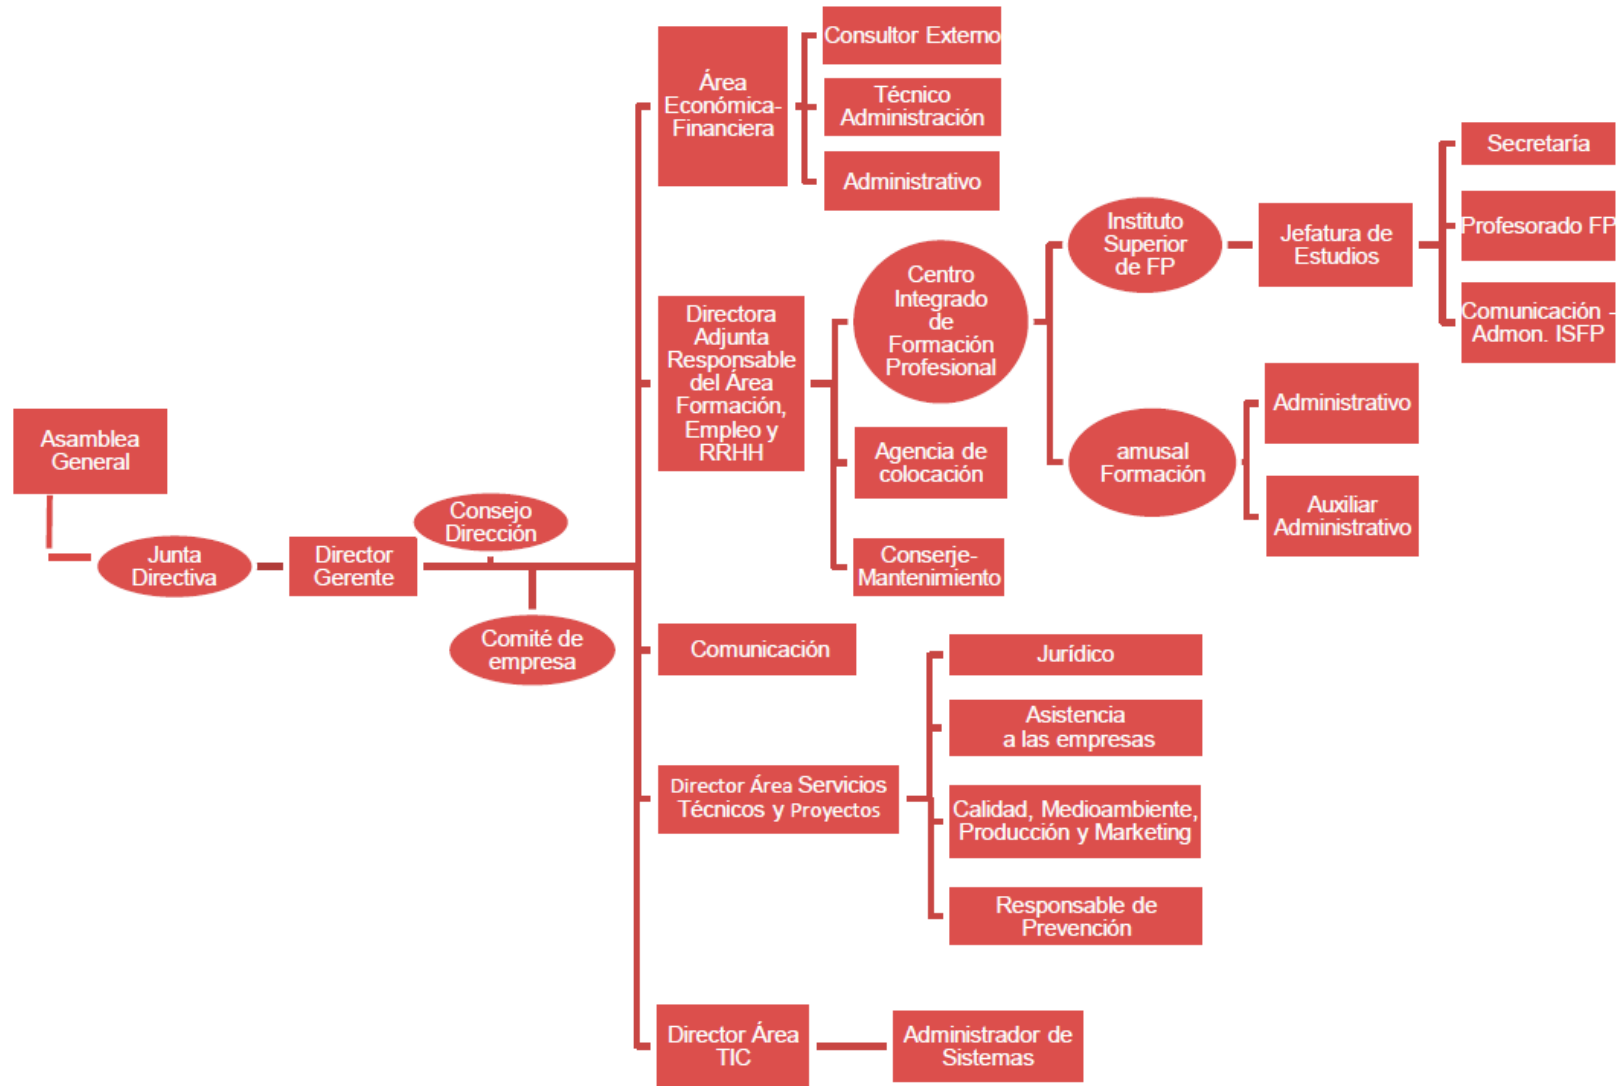 Asamblea
General
Junta
Directiva
Director
Gerente
Consejo
Dirección
Comité de
empresa
Área
Económica-
Financiera
Consultor Externo
Técnico
Administración
Administrativo
Directora
Adjunta
Responsable
del Área
Formación,
Empleo y
RRHH
Centro
Integrado
de
Formación
Profesional
Instituto
Superior
de FP
Jefatura de
Estudios
Secretaría
Profesorado FP
Comunicación -
Admon. ISFP
amusal
Formación
Administrativo
Auxiliar
Administrativo
Agencia de
colocación
Conserje-
Mantenimiento
Comunicación
Director Área Servicios
Técnicos y Proyectos
Jurídico
Asistencia
a las empresas
Calidad, Medioambiente,
Producción y Marketing
Responsable de
Prevención
Director Área
TIC
Administrador de
Sistemas